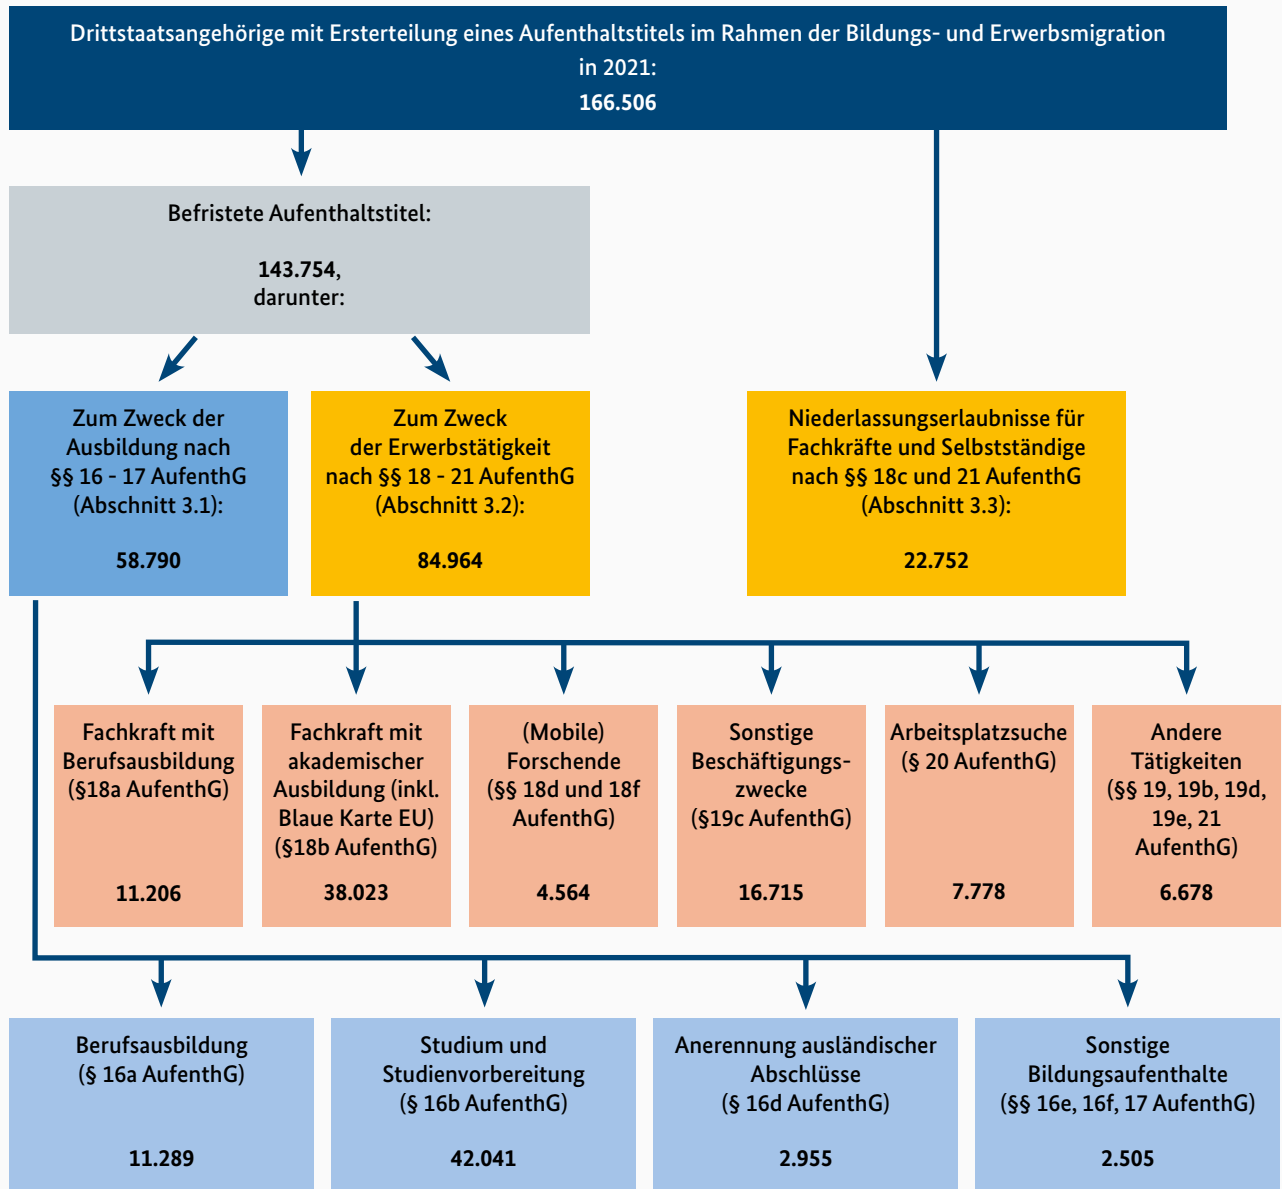 Drittstaatsangehörige mit Ersterteilung eines Aufenthaltstitels im Rahmen der Bildungs- und Erwerbsmigration
in 2021:
166.506
Befristete Aufenthaltstitel:
143.754,
darunter:
Zum Zweck der
Ausbildung nach
§§ 16 - 17 AufenthG
(Abschnitt 3.1):
58.790
Zum Zweck
der Erwerbstätigkeit
nach §§ 18 - 21 AufenthG
(Abschnitt 3.2):
84.964
Niederlassungserlaubnisse für
Fachkräfte und Selbstständige
nach §§ 18c und 21 AufenthG
(Abschnitt 3.3):
22.752
Fachkraft mit
Berufsausbildung
(§18a AufenthG)
11.206
Fachkraft mit
akademischer
Ausbildung (inkl.
Blaue Karte EU)
(§18b AufenthG)
38.023
(Mobile)
Forschende
(§§ 18d und 18f
AufenthG)
4.564
Sonstige
Beschäftigungs-
zwecke
(§19c AufenthG)
16.715
Arbeitsplatzsuche
(§ 20 AufenthG)
7.778
Andere
Tätigkeiten
(§§ 19, 19b, 19d,
19e, 21
AufenthG)
6.678
Berufsausbildung
(§ 16a AufenthG)
11.289
Studium und
Studienvorbereitung
(§ 16b AufenthG)
42.041
Anerennung ausländischer
Abschlüsse
(§ 16d AufenthG)
2.955
Sonstige
Bildungsaufenthalte
(§§ 16e, 16f, 17 AufenthG)
2.505